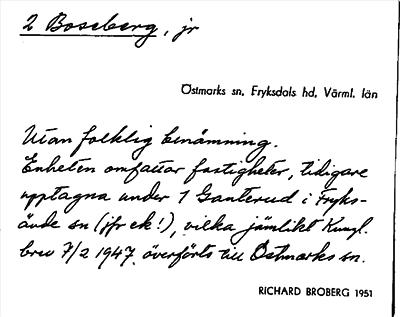 2 Boseberg, jr
Östmarks sn, Fryksdals hd, Värml. län
Utan folklig benämning.
Enheten omfattar fastigheter, tidigare
upptagna under 1 Ganterud i Fryks-
ände sn (jfr ek!), vilka jämlikt Kungl.
brev 7/2 1947 överförts till Östmarks sn.
RICHARD BROBERG 1951